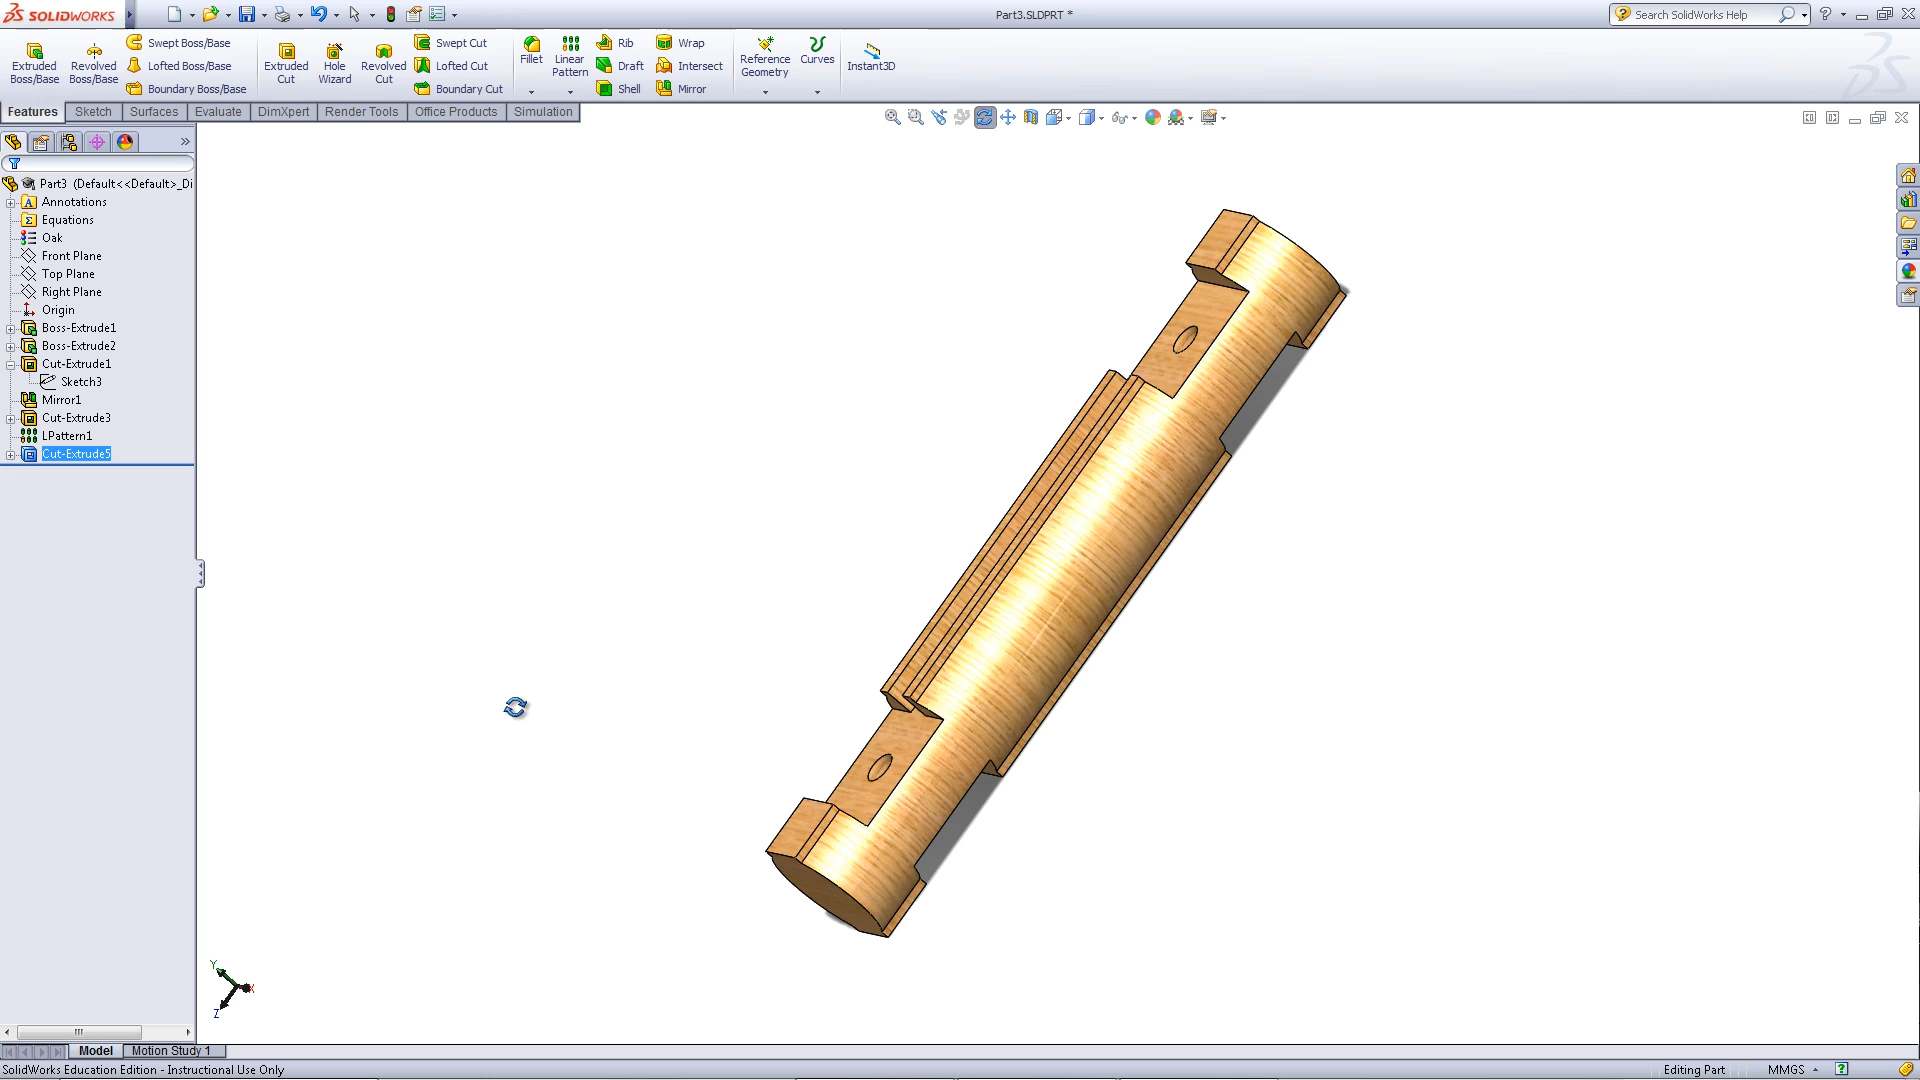 SOLIDWORKS
Part3.SLDPRT *
Search SolidWorks Help
Extruded Boss/Base
Revolved Boss/Base
Swept Boss/Base
Lofted Boss/Base
Boundary Boss/Base
Extruded Cut
Hole Wizard
Revolved Cut
Swept Cut
Lofted Cut
Boundary Cut
Fillet
Linear Pattern
Rib
Draft
Shell
Wrap
Intersect
Mirror
Reference Geometry
Curves
Instant3D
Features Sketch Surfaces Evaluate DimXpert Render Tools Office Products Simulation
Part3 (Default<<Default>_Di
Annotations
Equations
Oak
Front Plane
Top Plane
Right Plane
Origin
Boss-Extrude1
Boss-Extrude2
Cut-Extrude1
Sketch3
Mirror1
Cut-Extrude3
LPattern1
Cut-Extrude5
Y
X
Z
Model Motion Study 1
SolidWorks Education Edition - Instructional Use Only
Editing Part
MMGS